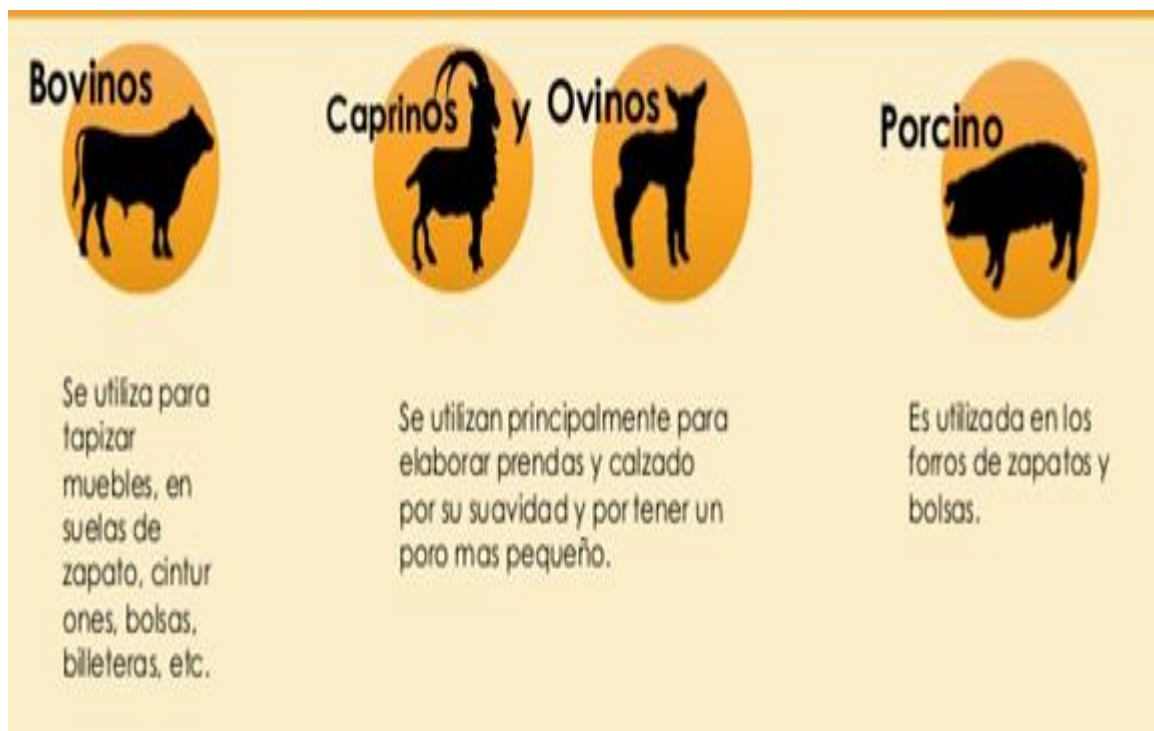 Bovinos
Caprinos y Ovinos
Porcino
Se utiliza para
tapizar
muebles, en
suelas de
zapato, cintur
ones, bolsas,
billeteras, etc.
Se utilizan principalmente para
elaborar prendas y calzado
por su suavidad y por tener un
poro mas pequeño.
Es utilizada en los
forros de zapatos y
bolsas.